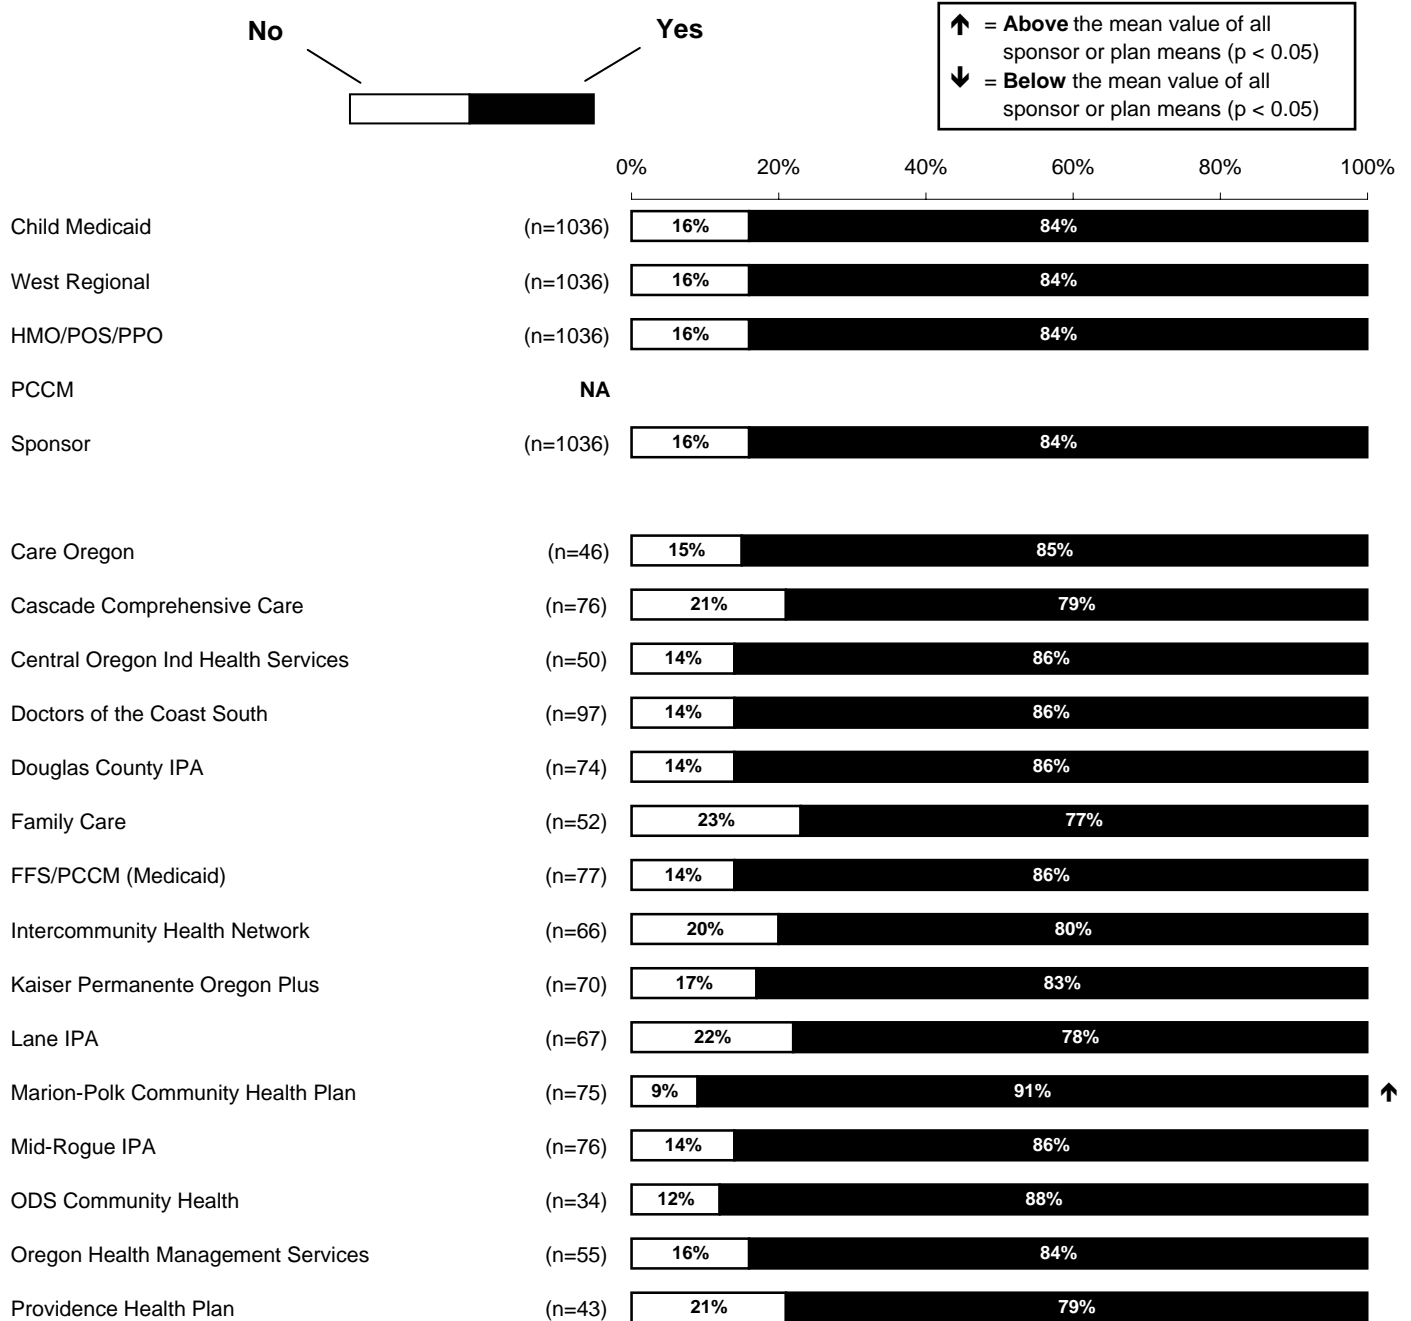 No
Yes
↑ = Above the mean value of all
sponsor or plan means (p < 0.05)
↓ = Below the mean value of all
sponsor or plan means (p < 0.05)
0% 20% 40% 60% 80% 100%
Child Medicaid (n=1036) 16% 84%
West Regional (n=1036) 16% 84%
HMO/POS/PPO (n=1036) 16% 84%
PCCM NA
Sponsor (n=1036) 16% 84%
Care Oregon (n=46) 15% 85%
Cascade Comprehensive Care (n=76) 21% 79%
Central Oregon Ind Health Services (n=50) 14% 86%
Doctors of the Coast South (n=97) 14% 86%
Douglas County IPA (n=74) 14% 86%
Family Care (n=52) 23% 77%
FFS/PCCM (Medicaid) (n=77) 14% 86%
Intercommunity Health Network (n=66) 20% 80%
Kaiser Permanente Oregon Plus (n=70) 17% 83%
Lane IPA (n=67) 22% 78%
Marion-Polk Community Health Plan (n=75) 9% 91% ↑
Mid-Rogue IPA (n=76) 14% 86%
ODS Community Health (n=34) 12% 88%
Oregon Health Management Services (n=55) 16% 84%
Providence Health Plan (n=43) 21% 79%